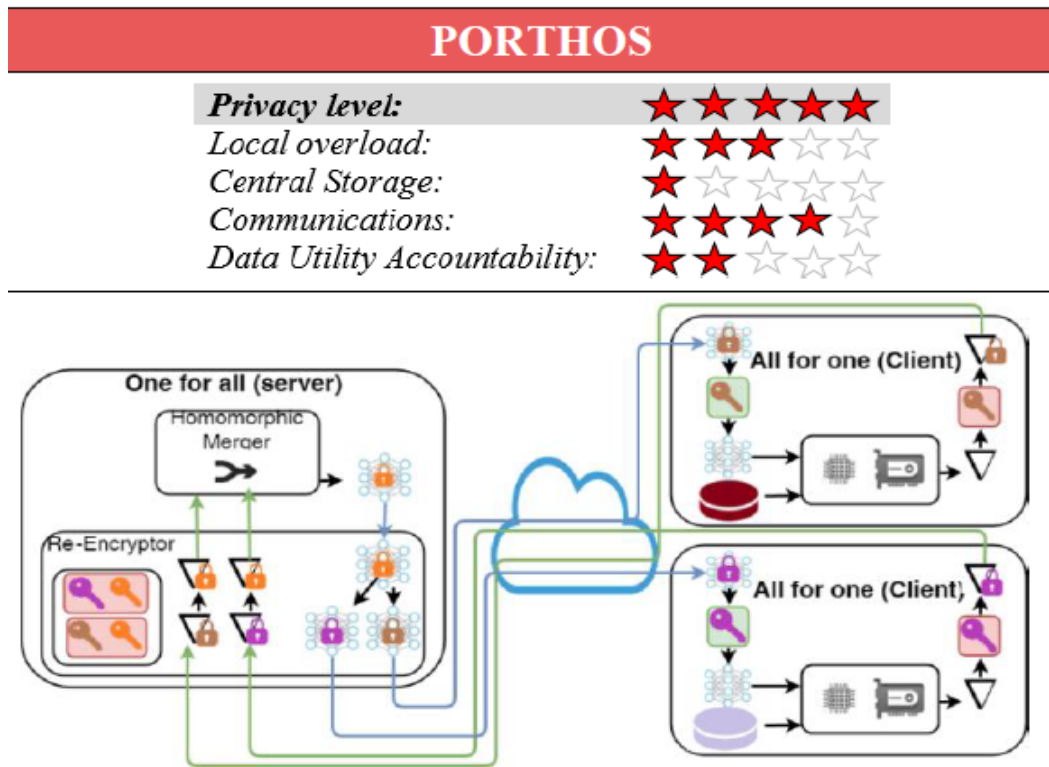 PORTHOS
Privacy level:
Local overload:
Central Storage:
Communications:
Data Utility Accountability:
One for all (server)
Homomorphic
Merger
Re-Encryptor
All for one (Client)
All for one (Client)